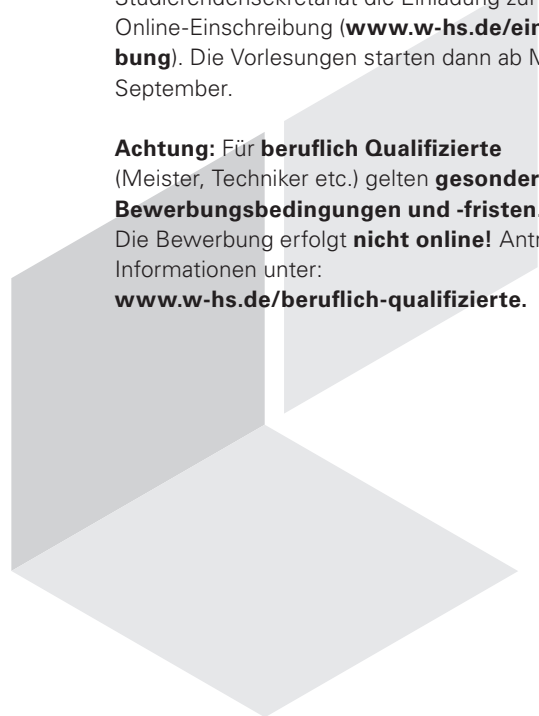 Studierendensekretariat die Einladung zur
Online-Einschreibung (www.w-hs.de/ein
bung). Die Vorlesungen starten dann ab
September.
Achtung: Für beruflich Qualifizierte
(Meister, Techniker etc.) gelten gesonder
Bewerbungsbedingungen und -fristen.
Die Bewerbung erfolgt nicht online! Antr
Informationen unter:
www.w-hs.de/beruflich-qualifizierte.